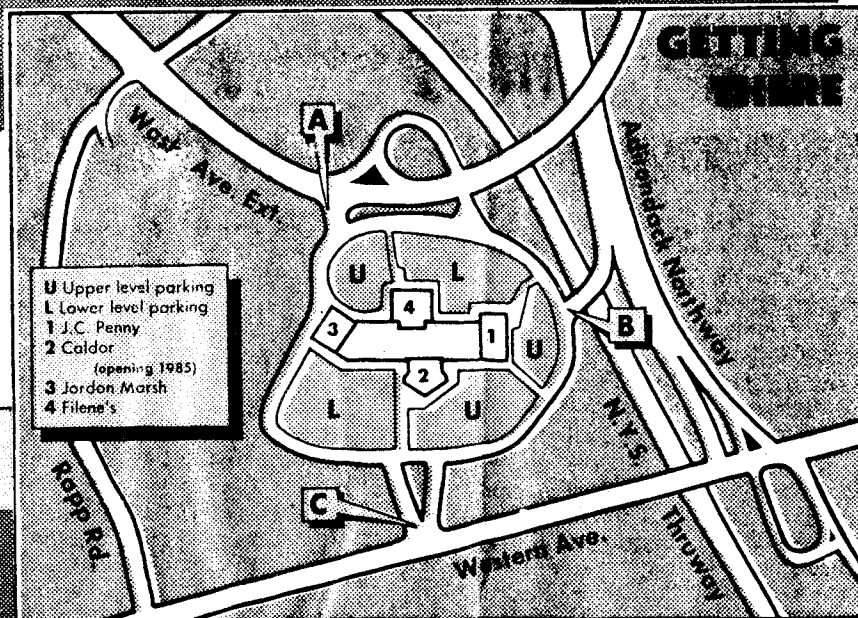 GETTING
THERE
A
Wash. Ave. Ext.
Adirondack Northway
U Upper level parking
L Lower level parking
1 J.C. Penny
2 Caldor
(opening 1985)
3 Jordon Marsh
4 Filene's
U
L
4
3
1
B
U
2
L
U
N.Y.S.
Thruway
Rapp Rd.
C
Western Ave.